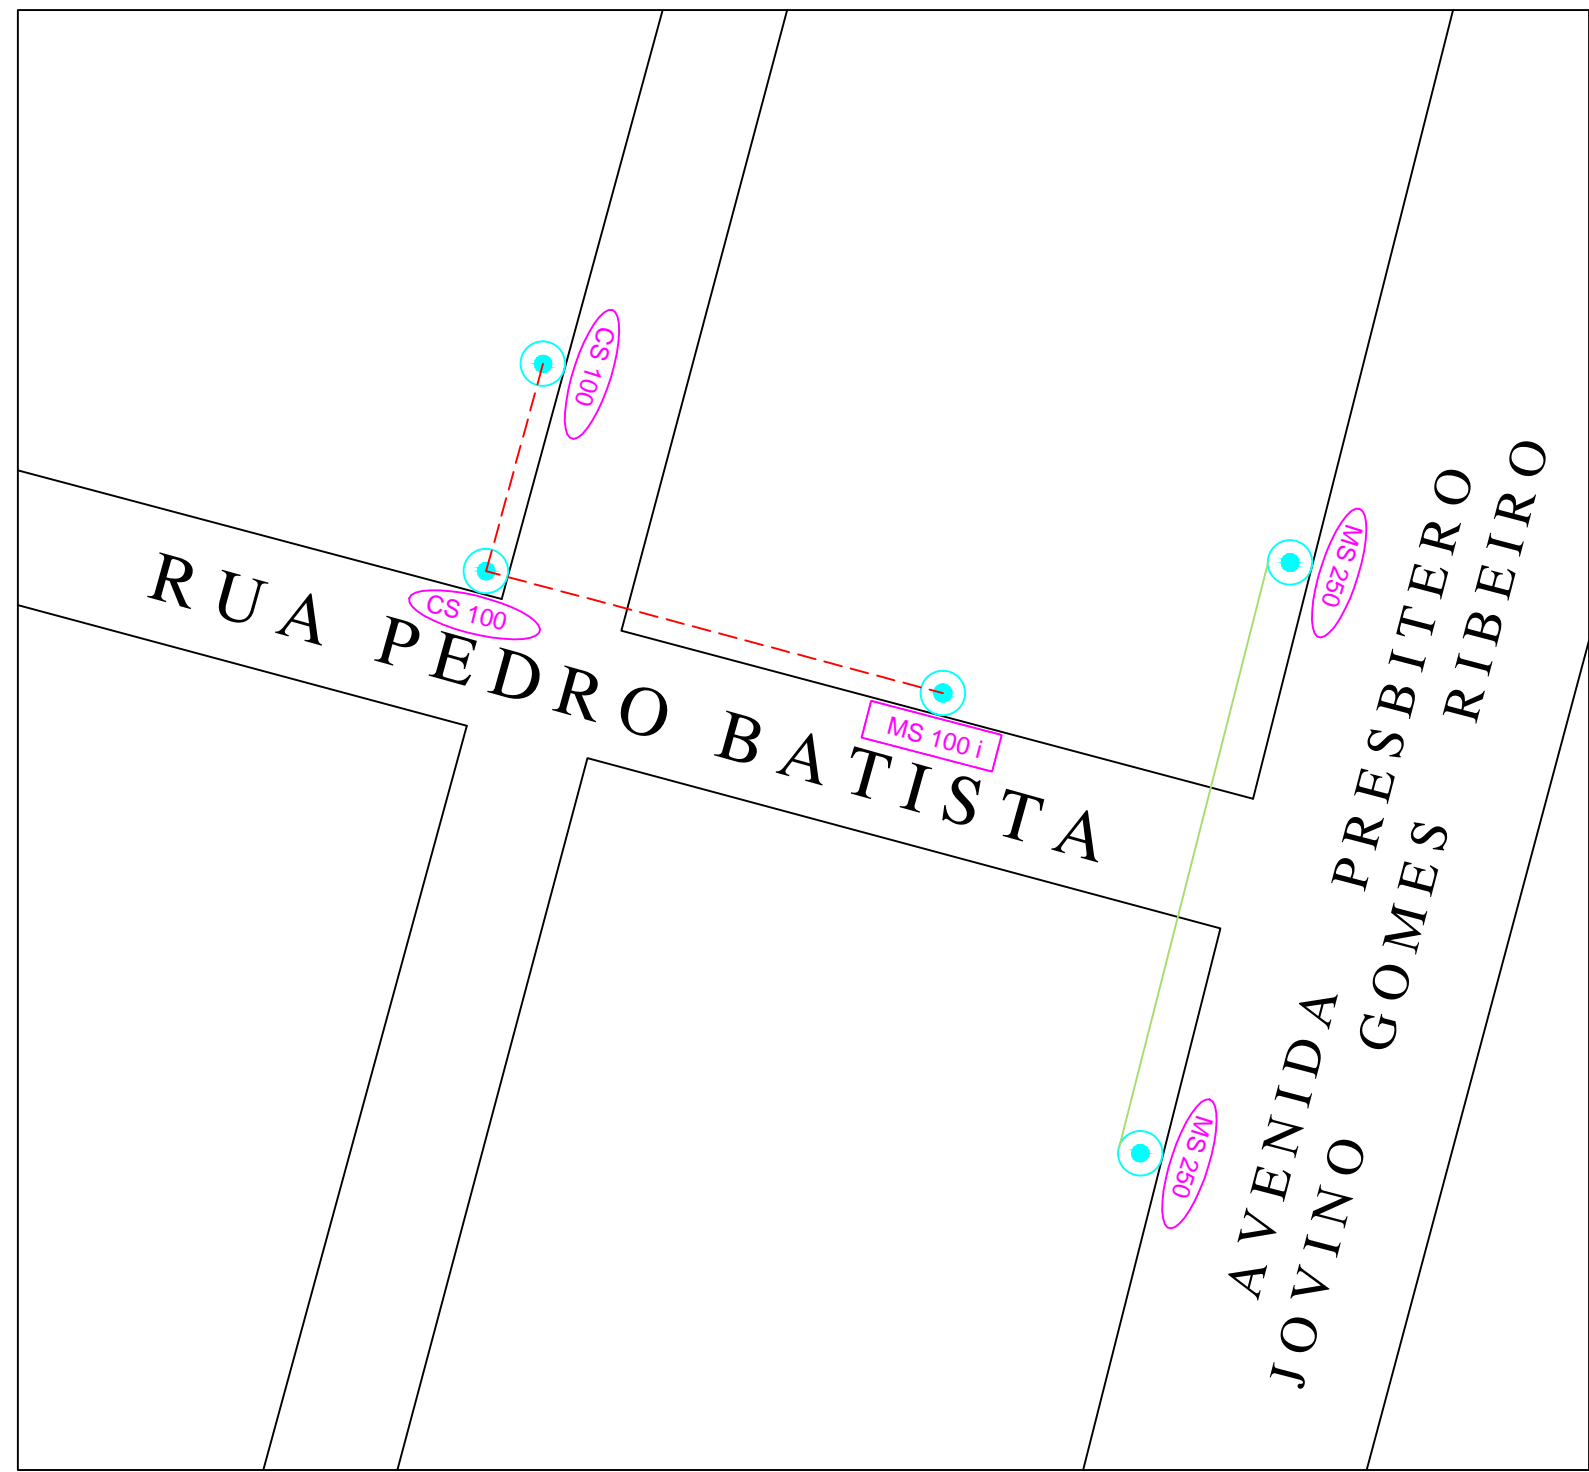 CS 100
CS 100
RUA PEDRO BATISTA
MS 100 i
MS 250
AVENIDA PRESBITERO
JOVINO GOMES RIBEIRO
MS 250